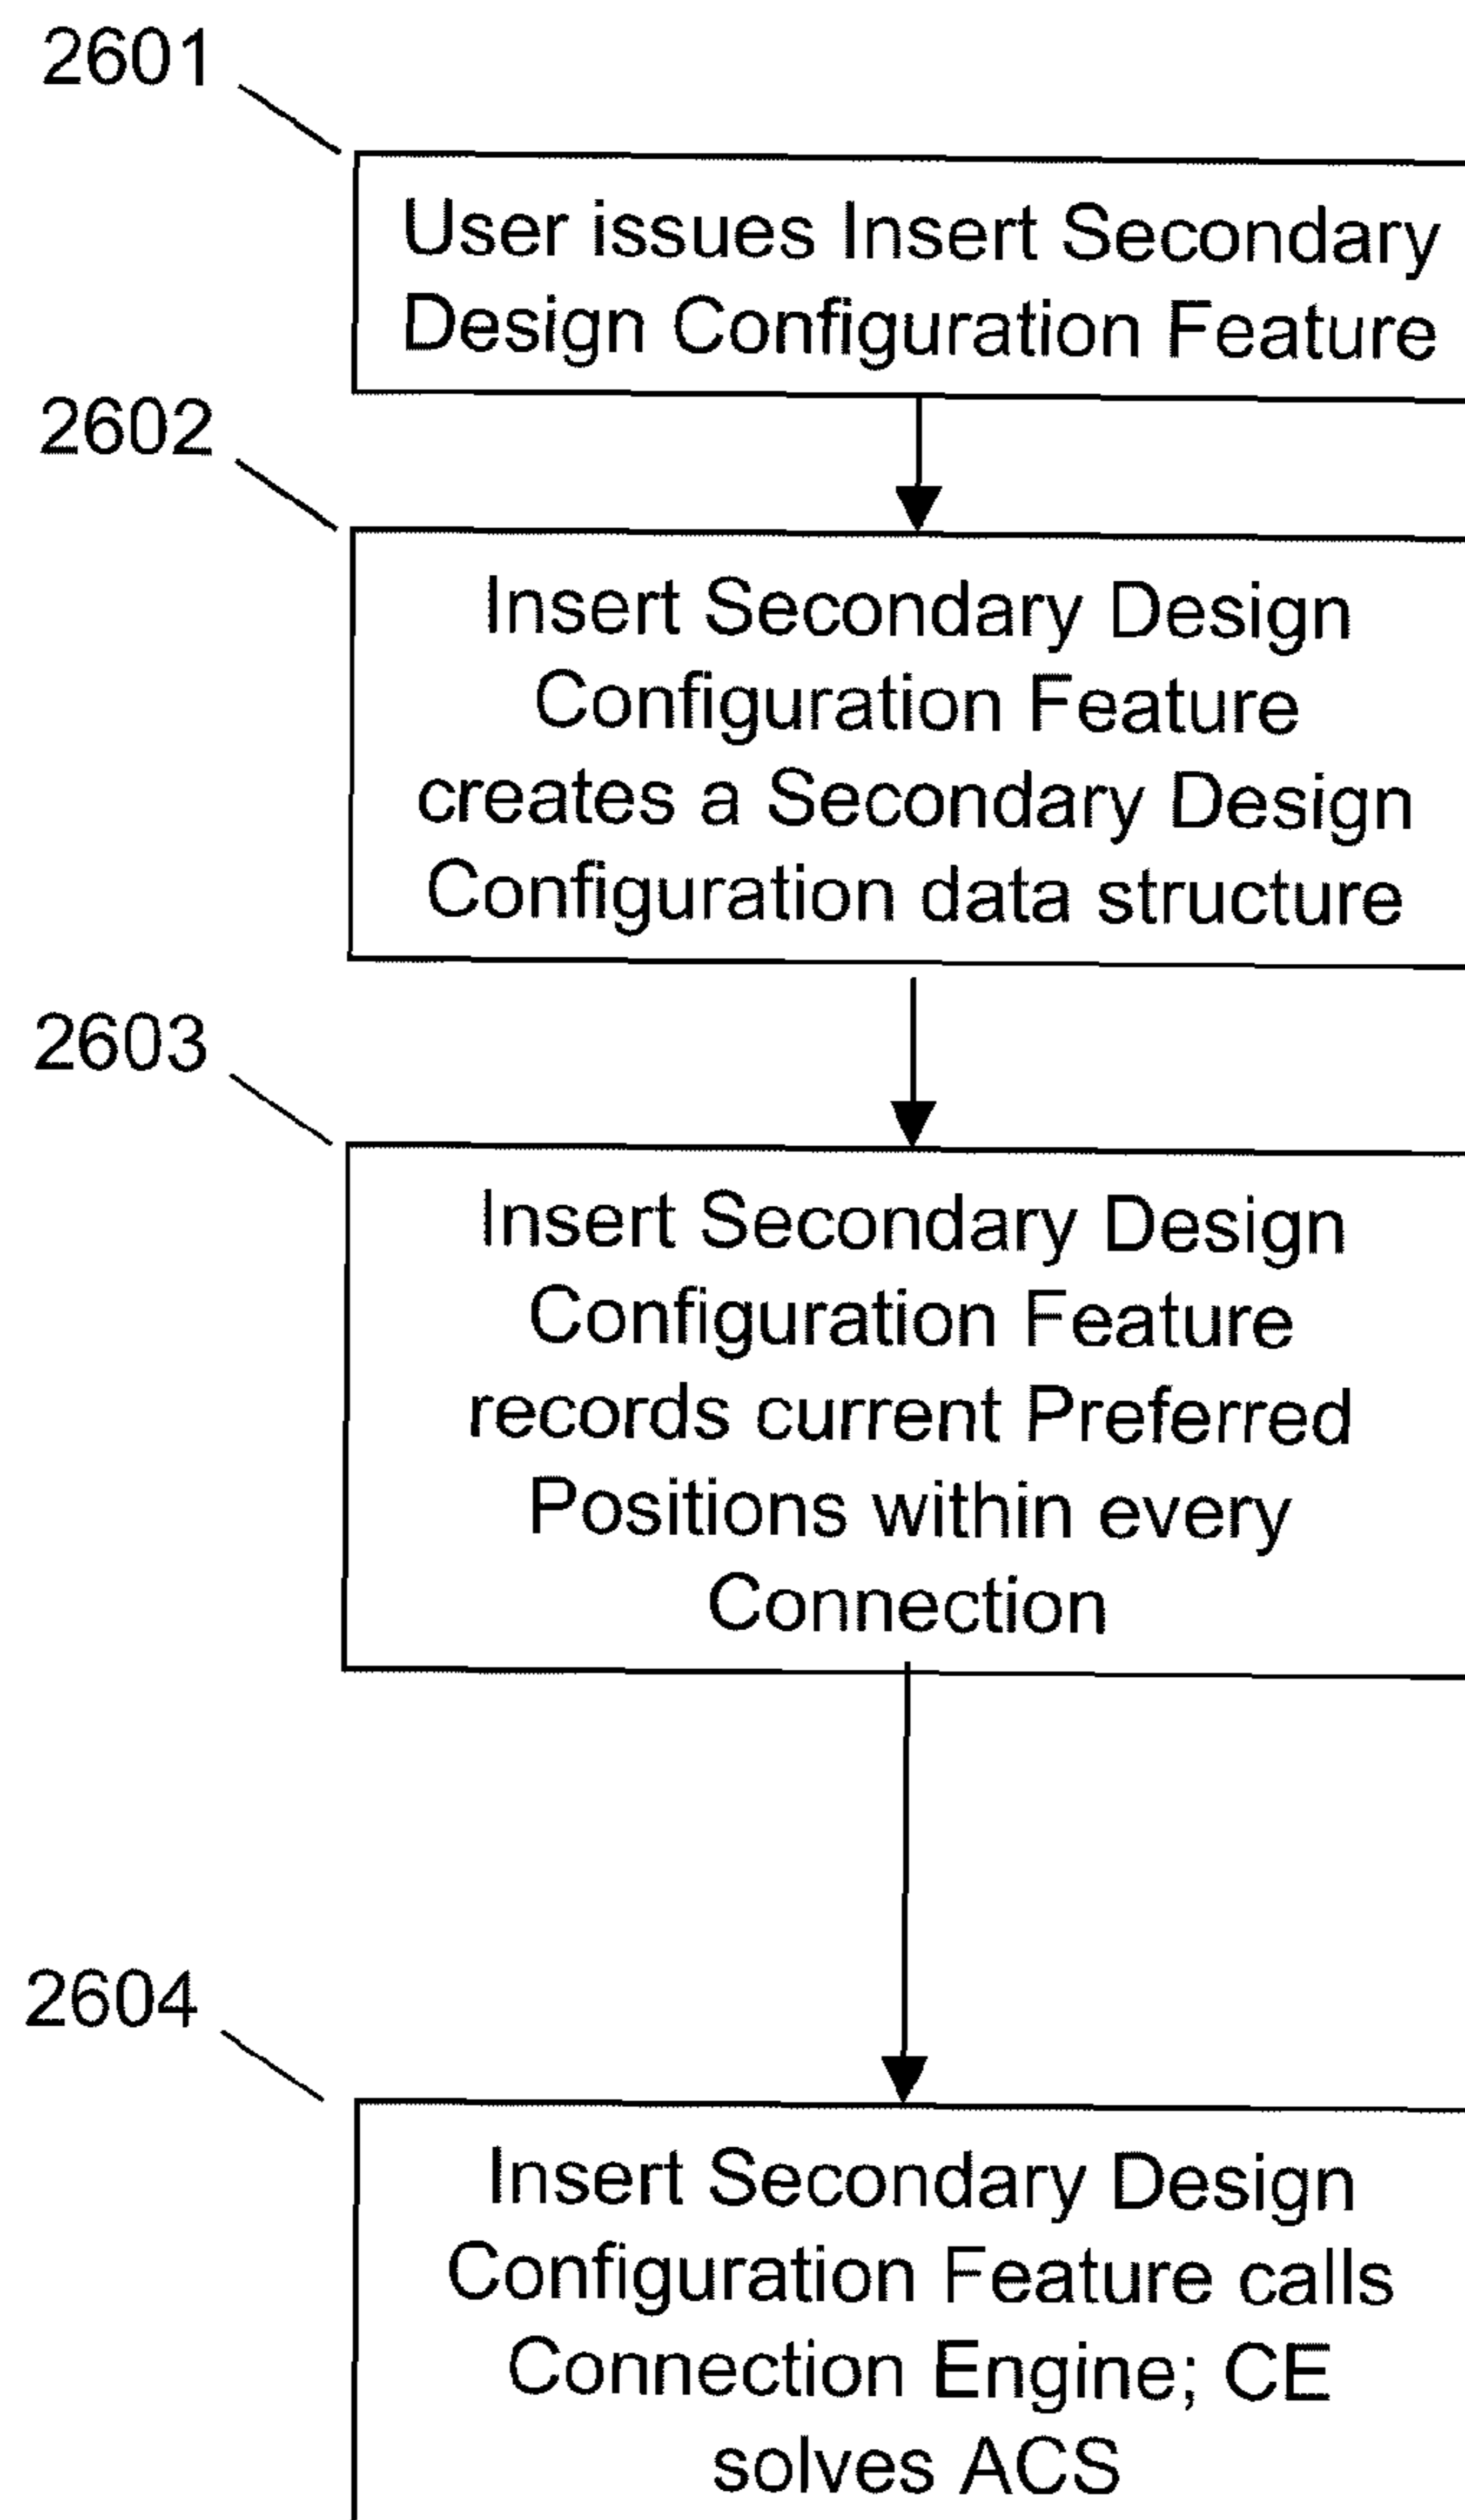 2601
User issues Insert Secondary
Design Configuration Feature
2602
Insert Secondary Design
Configuration Feature
creates a Secondary Design
Configuration data structure
2603
Insert Secondary Design
Configuration Feature
records current Preferred
Positions within every
Connection
2604
Insert Secondary Design
Configuration Feature calls
Connection Engine; CE
solves ACS